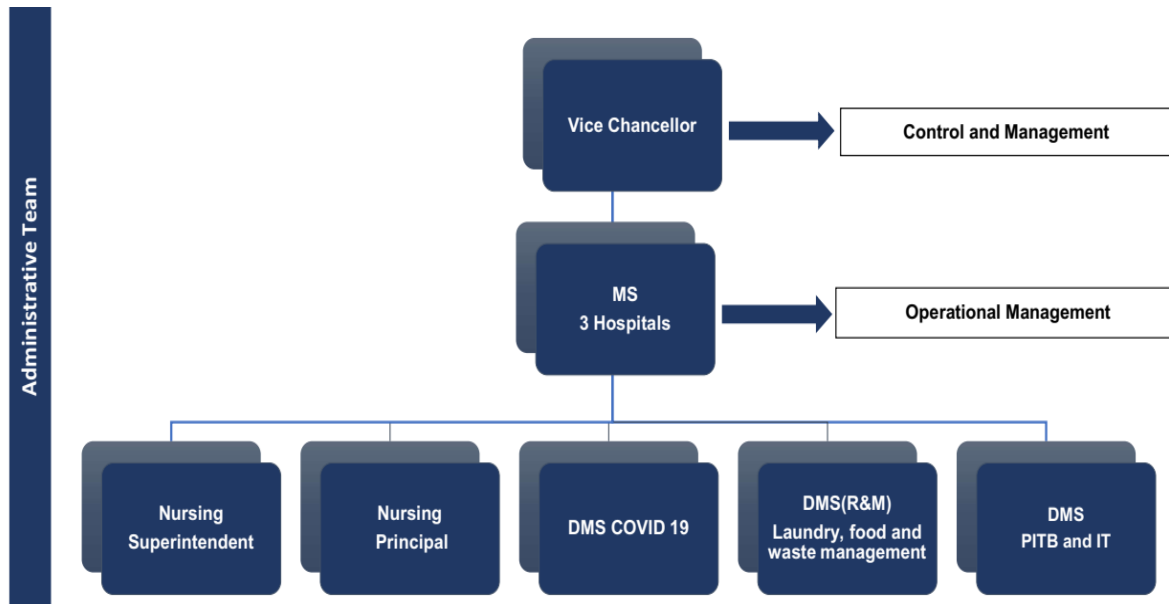 Administrative Team
Vice Chancellor
Control and Management
MS
3 Hospitals
Operational Management
Nursing
Superintendent
Nursing
Principal
DMS COVID 19
DMS(R&M)
Laundry, food and
waste management
DMS
PITB and IT